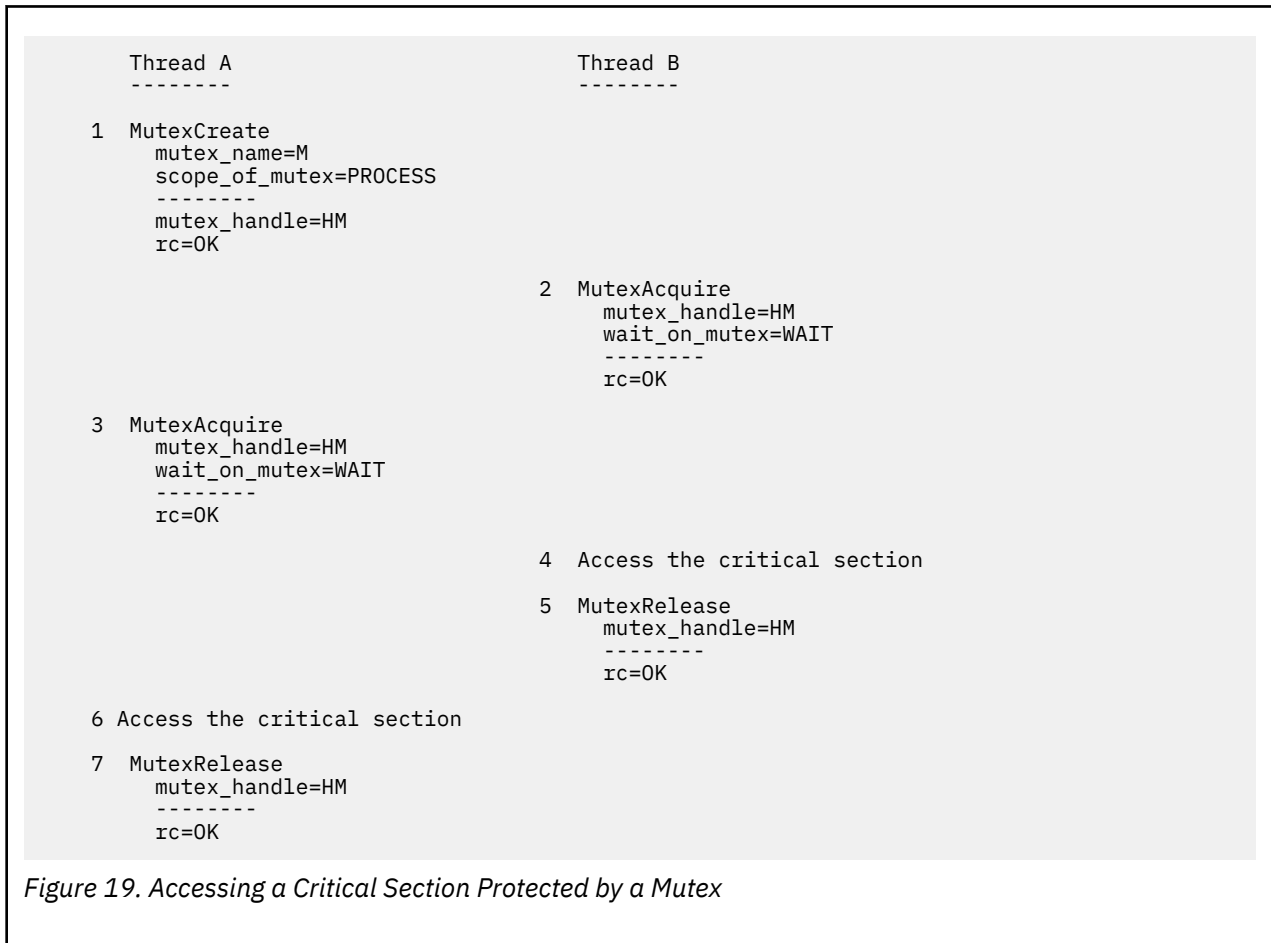 Thread A Thread B
-------- --------
1 MutexCreate
mutex_name=M
scope_of_mutex=PROCESS
--------
mutex_handle=HM
rc=OK
2 MutexAcquire
mutex_handle=HM
wait_on_mutex=WAIT
--------
rc=OK
3 MutexAcquire
mutex_handle=HM
wait_on_mutex=WAIT
--------
rc=OK
4 Access the critical section
5 MutexRelease
mutex_handle=HM
--------
rc=OK
6 Access the critical section
7 MutexRelease
mutex_handle=HM
--------
rc=OK
Figure 19. Accessing a Critical Section Protected by a Mutex